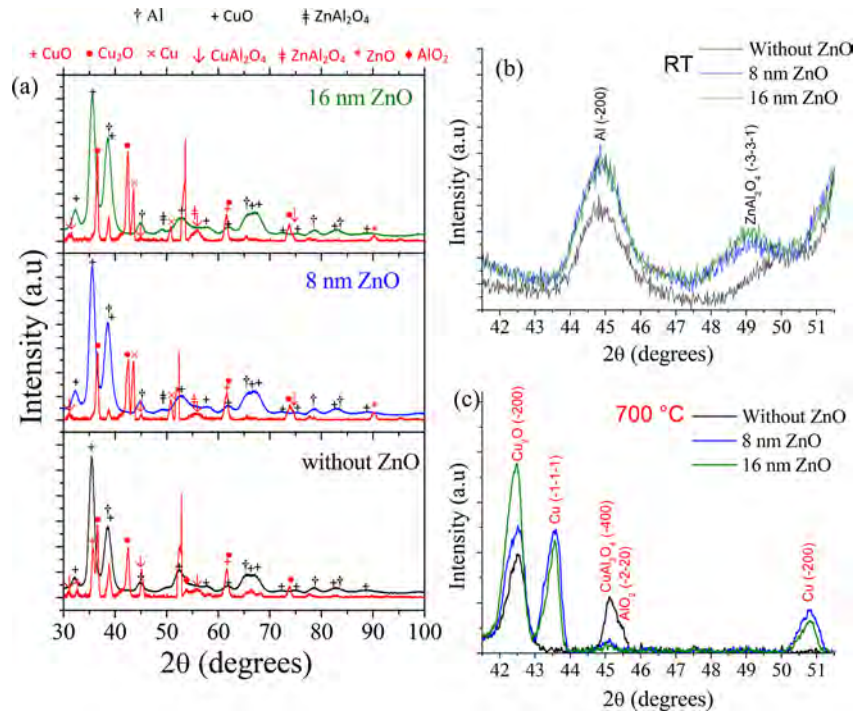 † Al + CuO ‡ ZnAl₂O₄
+ CuO • Cu₂O × Cu ↓ CuAl₂O₄ ‡ ZnAl₂O₄ * ZnO ♦ AlO₂
(a)
16 nm ZnO
8 nm ZnO
without ZnO
Intensity (a.u)
30 40 50 60 70 80 90 100
2θ (degrees)
(b)
RT
Without ZnO
8 nm ZnO
16 nm ZnO
Al (-200)
ZnAl₂O₄ (-3-3-1)
Intensity (a.u)
42 43 44 45 46 47 48 49 50 51
2θ (degrees)
(c)
700 °C
Without ZnO
8 nm ZnO
16 nm ZnO
Cu₂O (-200)
Cu (-1-1-1)
CuAl₂O₄ (-400)
AlO₂ (-2-20)
Cu (-200)
Intensity (a.u)
42 43 44 45 46 47 48 49 50 51
2θ (degrees)